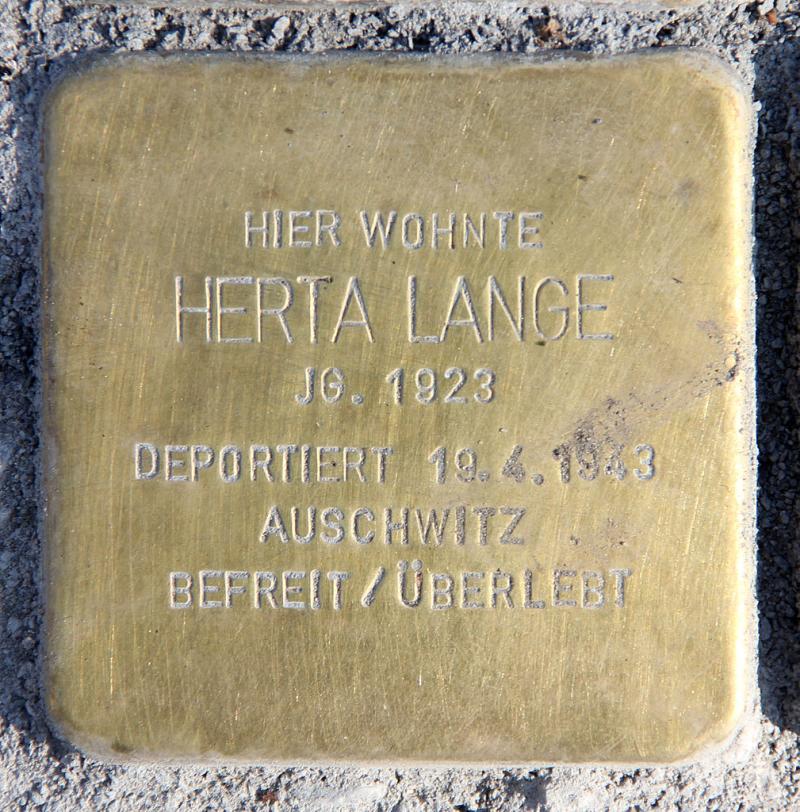 HIER WOHNTE
HERTA LANGE
JG. 1923
DEPORTIERT 19.4.1943
AUSCHWITZ
BEFREIT/ÜBERLEBT